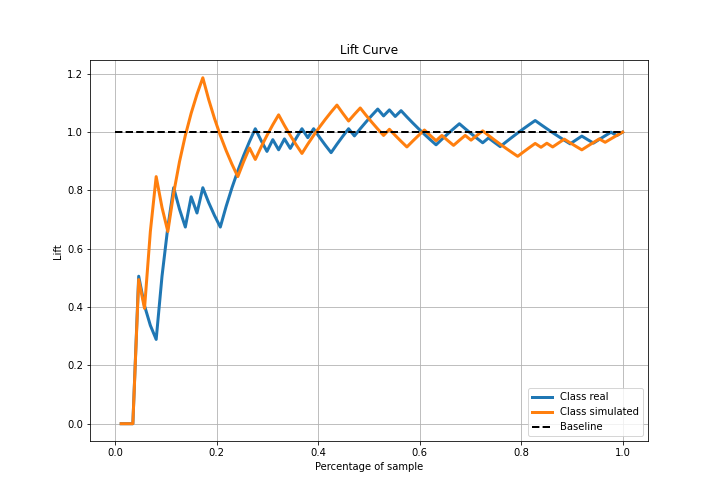 Lift Curve
1.2
1.0
0.8
0.6
0.4
0.2
0.0
Lift
0.0 0.2 0.4 0.6 0.8 1.0
Percentage of sample
Class real
Class simulated
Baseline